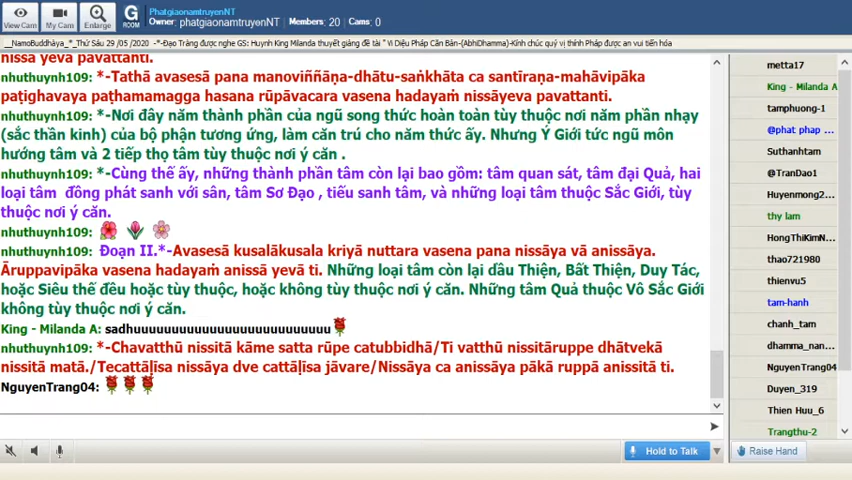 View Cam
My Cam
Enlarge
G
ROOM
PhatgiaonamtruyenNT
Owner: phatgiaonamtruyenNT | Members: 20 | Cams: 0
__NamoBuddhàya_*_Thứ Sáu 29 /05 /2020 -*-Đạo Tràng được nghe GS: Huynh King Milanda thuyết giảng đề tài " Vi Diệu Pháp Căn Bản-(AbhiDhamma)-Kính chúc quý vị thính Pháp được an vui tiến hóa
nissa yeva pavattanti.
nhuthuynh109: *-Tathā avasesā pana manoviññāṇa-dhātu-saṅkhāta ca santīraṇa-mahāvipāka
paṭighavaya paṭhamamagga hasana rūpāvacara vasena hadayaṁ nissāyeva pavattanti.
nhuthuynh109: *-Nơi đây năm thành phần của ngũ song thức hoàn toàn tùy thuộc nơi năm phần nhạy
(sắc thần kinh) của bộ phận tương ứng, làm căn trú cho năm thức ấy. Nhưng Ý Giới tức ngũ môn
hướng tâm và 2 tiếp thọ tâm tùy thuộc nơi ý căn .
nhuthuynh109: *-Cùng thế ấy, những thành phần tâm còn lại bao gồm: tâm quan sát, tâm đại Quả, hai
loại tâm đồng phát sanh với sân, tâm Sơ Đạo , tiếu sanh tâm, và những loại tâm thuộc Sắc Giới, tùy
thuộc nơi ý căn.
nhuthuynh109:
nhuthuynh109: Đoạn II.*-Avasesā kusalākusala kriyā nuttara vasena pana nissāya vā anissāya.
Āruppavipāka vasena hadayaṁ anissā yevā ti. Những loại tâm còn lại dầu Thiện, Bất Thiện, Duy Tác,
hoặc Siêu thế đều hoặc tùy thuộc, hoặc không tùy thuộc nơi ý căn. Những tâm Quả thuộc Vô Sắc Giới
không tùy thuộc nơi ý căn.
King - Milanda A: sadhuuuuuuuuuuuuuuuuuuuuuuuuuu
nhuthuynh109: *-Chavatthū nissitā kāme satta rūpe catubbidhā/Ti vatthū nissitāruppe dhātvekā
nissitā matā./Tecattāḷīsa nissāya dve cattāḷīsa jāvare/Nissāya ca anissāya pākā ruppā anissitā ti.
NguyenTrang04:
Hold to Talk
Raise Hand
metta17
King - Milanda A
tamphuong-1
@phat phap ...
Suthanhtam
@TranDao1
Huyenmong2...
thy lam
HongThiKimN...
thao721980
thienvu5
tam-hanh
chanh_tam
dhamma_nan...
NguyenTrang04
Duyen_319
Thien Huu_6
Trangthu-2